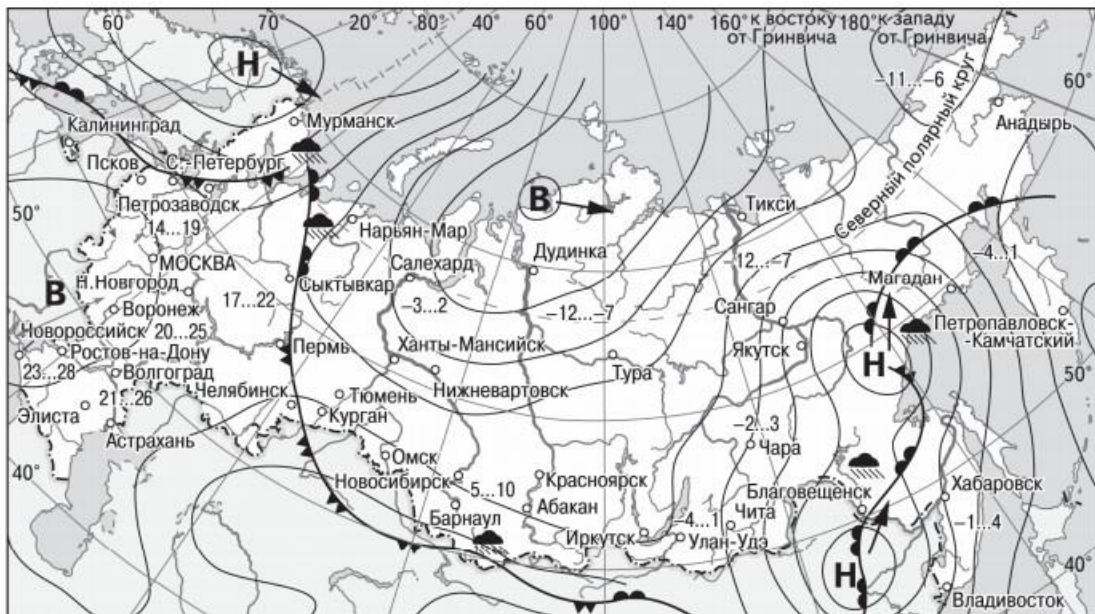 60° 70° 20° -80° 40° 60° 100° 140° 160° к востоку 180° к западу
от Гринвича от Гринвича
60°
Н
-11...-6
Северный полярный круг
Мурманск
Анадырь
Калининград
Псков С.-Петербург
50°
Петрозаводск
14...19
Нарьян-Мар
В
Тикси
Дудинка
-4...1
МОСКВА
Салехард
-12...-7
Магадан
В
Н.Новгород
Сыктывкар
-3...2
-12...-7
Сангар
17...22
Воронеж
Петропавловск-
-Камчатский
Новороссийск 20...25
Ростов-на-Дону
Пермь
Ханты-Мансийск
Якутск
Н
50°
23...28
Волгоград
Тура
Нижневартовск
21...26
Челябинск
Тюмень
Элиста
Курган
-2...3
Астрахань
Чара
Омск
40°
Новосибирск
Красноярск
Хабаровск
5...10
Благовещенск
Барнаул
Абакан
Чита
-1...4
-4...1
Иркутск
Улан-Удэ
Н
40°
Владивосток